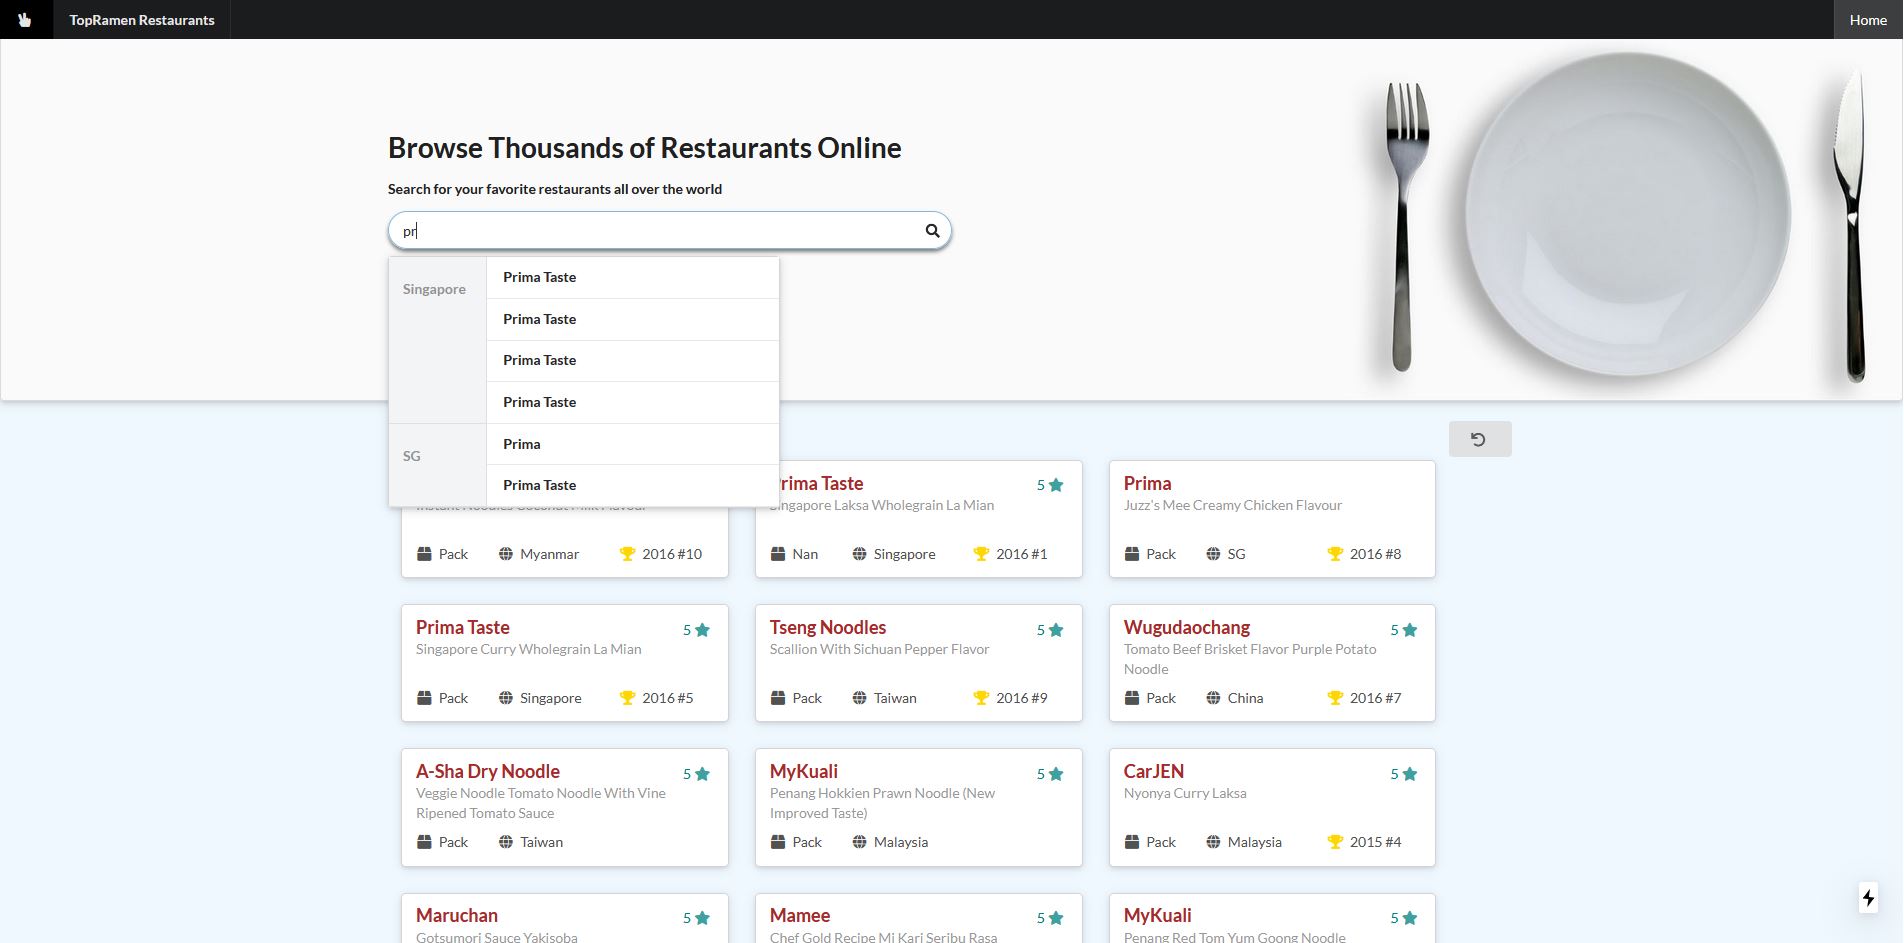 TopRamen Restaurants
Home
Browse Thousands of Restaurants Online
Search for your favorite restaurants all over the world
pr
Singapore
Prima Taste
Prima Taste
Prima Taste
Prima Taste
SG
Prima
Prima Taste
Pack Myanmar 2016 #10
Prima Taste 5
Singapore Laksa Wholegrain La Mian
Nan Singapore 2016 #1
Prima
Juzz's Mee Creamy Chicken Flavour
Pack SG 2016 #8
Prima Taste 5
Singapore Curry Wholegrain La Mian
Pack Singapore 2016 #5
Tseng Noodles 5
Scallion With Sichuan Pepper Flavor
Pack Taiwan 2016 #9
Wugudaochang 5
Tomato Beef Brisket Flavor Purple Potato
Noodle
Pack China 2016 #7
A-Sha Dry Noodle 5
Veggie Noodle Tomato Noodle With Vine
Ripened Tomato Sauce
Pack Taiwan
MyKuali 5
Penang Hokkien Prawn Noodle (New
Improved Taste)
Pack Malaysia
CarJEN 5
Nyonya Curry Laksa
Pack Malaysia 2015 #4
Maruchan 5
Gotsumori Sauce Yakisoba
Mamee 5
Chef Gold Recipe Mi Kari Seribu Rasa
MyKuali 5
Penang Red Tom Yum Goong Noodle